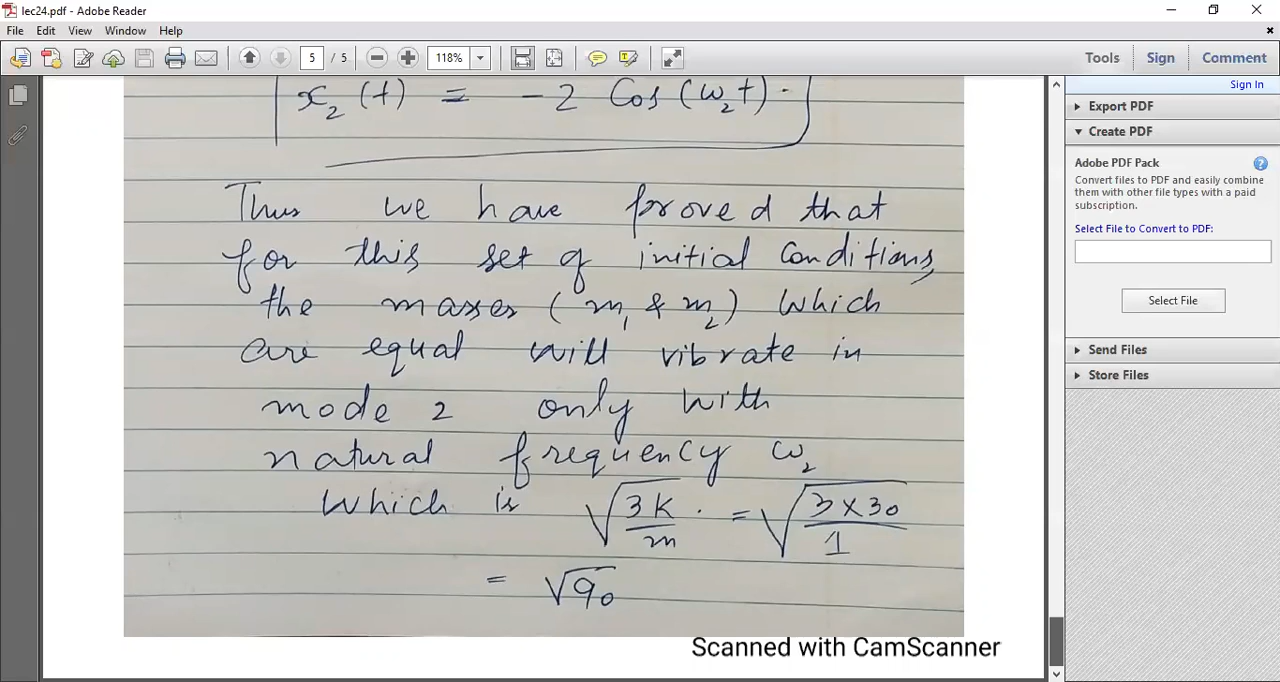 lec24.pdf - Adobe Reader
File Edit View Window Help
5 / 5 118% Tools Sign Comment
Sign In
Export PDF
Create PDF
Adobe PDF Pack
Convert files to PDF and easily combine
them with other file types with a paid
subscription.
Select File to Convert to PDF:
Select File
Send Files
Store Files
x₂(t) = -2 Cos(ω₂t).
Thus we have proved that
for this set of initial conditions,
the masses (m₁ & m₂) which
are equal will vibrate in
mode 2 only with
natural frequency ω₂
which is √(3K/m). = √(3×30/1)
= √90
Scanned with CamScanner